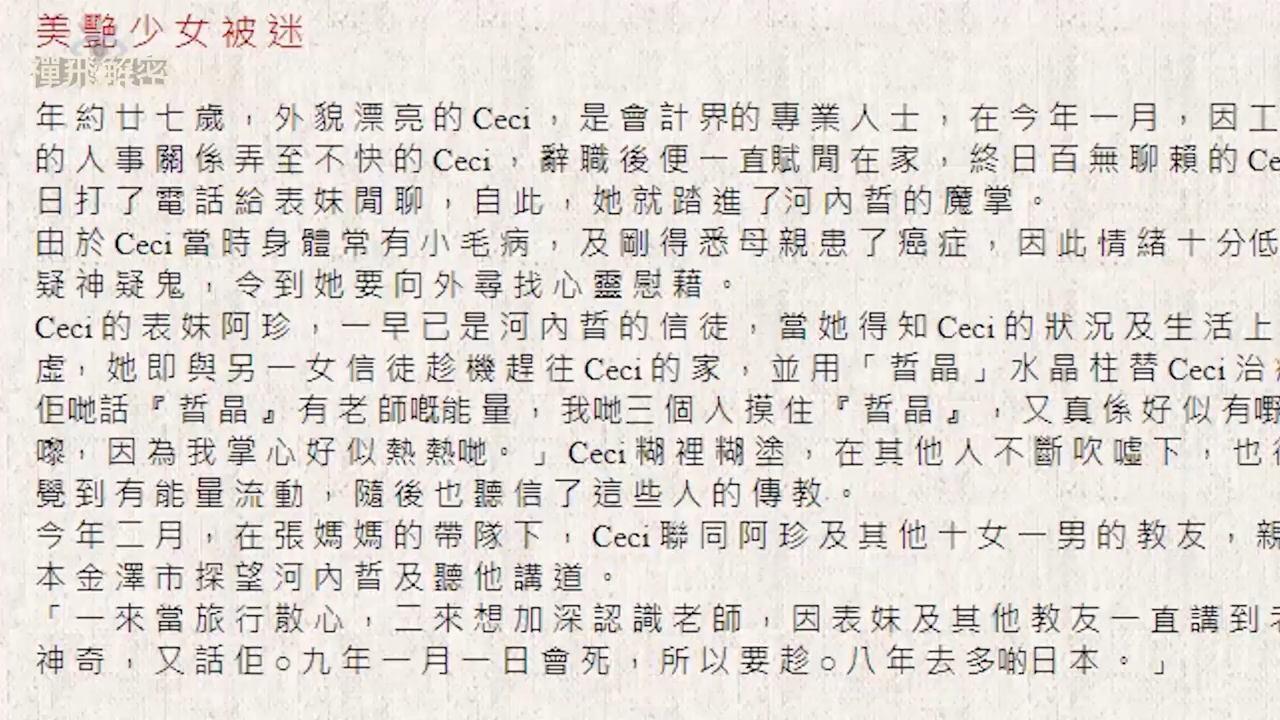 美艷少女被迷
禪飛解密
年約廿七歲，外貌漂亮的Ceci，是會計界的專業人士，在今年一月，因工
的人事關係弄至不快的Ceci，辭職後便一直賦閒在家，終日百無聊賴的Ce
日打了電話給表妹閒聊，自此，她就踏進了河內晢的魔掌。
由於Ceci當時身體常有小毛病，及剛得悉母親患了癌症，因此情緒十分低
疑神疑鬼，令到她要向外尋找心靈慰藉。
Ceci的表妹阿珍，一早已是河內晢的信徒，當她得知Ceci的狀況及生活上
虛，她即與另一女信徒趁機趕往Ceci的家，並用「晢晶」水晶柱替Ceci治
佢哋話『晢晶』有老師嘅能量，我哋三個人摸住『晢晶』，又真係好似有嘢
嚟，因為我掌心好似熱熱哋。」Ceci糊裡糊塗，在其他人不斷吹噓下，也
覺到有能量流動，隨後也聽信了這些人的傳教。
今年二月，在張媽媽的帶隊下，Ceci聯同阿珍及其他十女一男的教友，親
本金澤市探望河內晢及聽他講道。
「一來當旅行散心，二來想加深認識老師，因表妹及其他教友一直講到老
神奇，又話佢○九年一月一日會死，所以要趁○八年去多啲日本。」